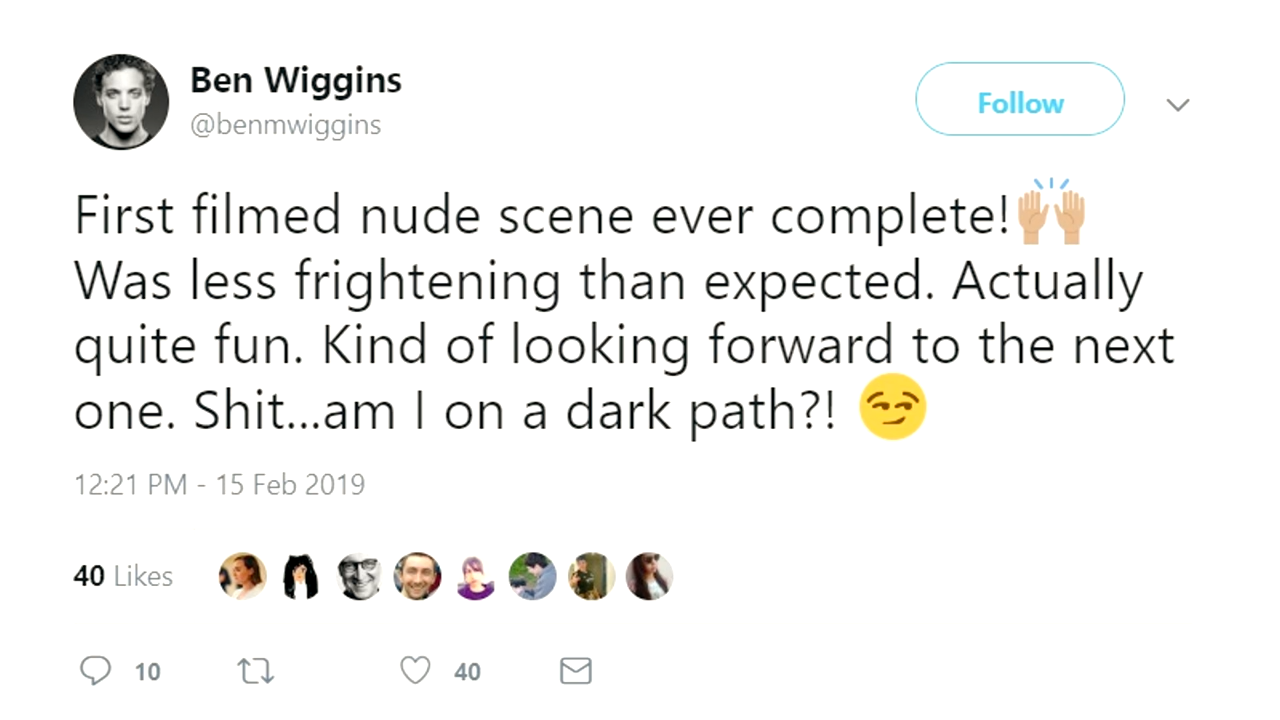 Ben Wiggins
@benmwiggins
Follow
First filmed nude scene ever complete!🙌🏼
Was less frightening than expected. Actually
quite fun. Kind of looking forward to the next
one. Shit...am I on a dark path?! 😏
12:21 PM - 15 Feb 2019
40 Likes
10 40